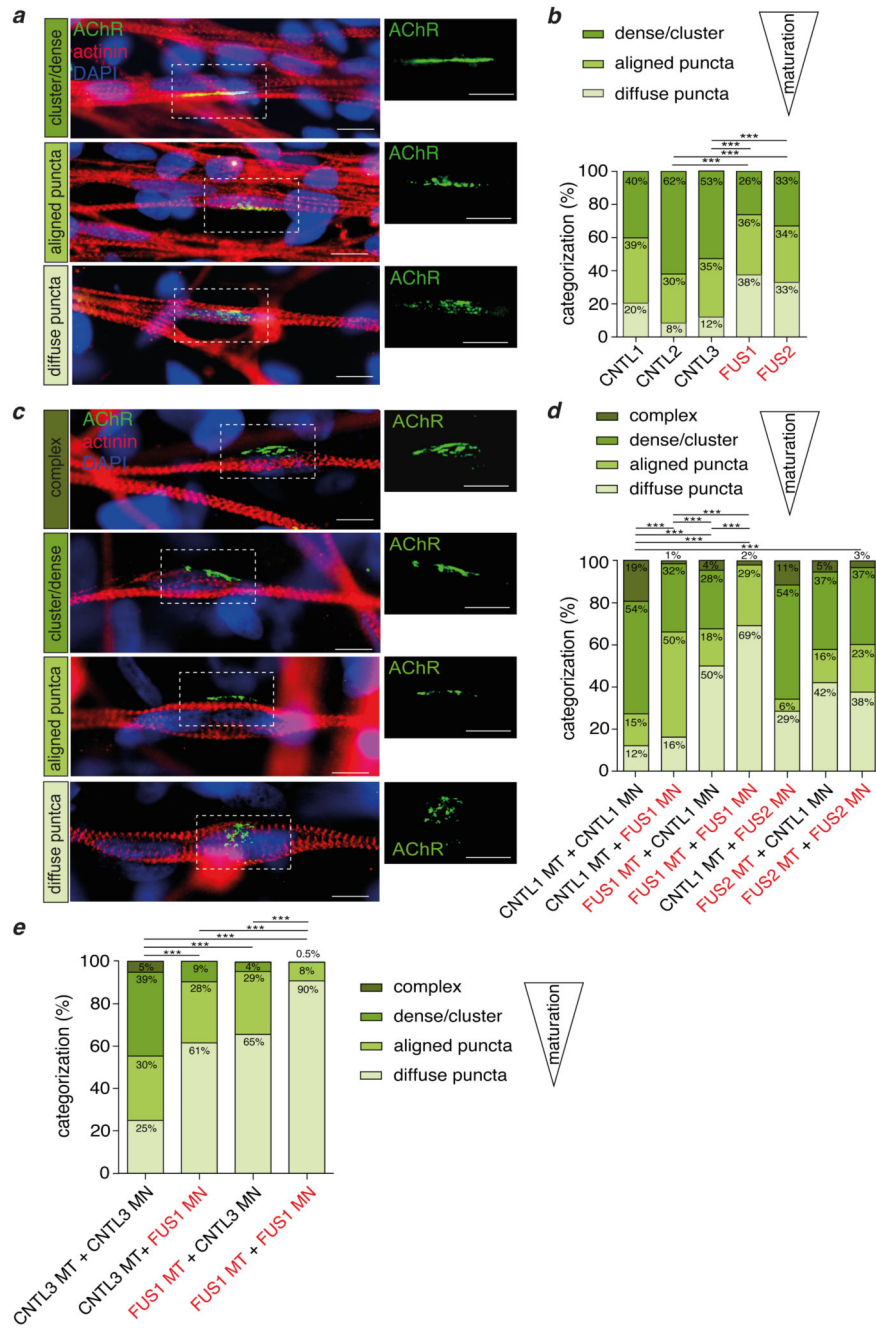 a
cluster/dense
AChR
actinin
DAPI
AChR
aligned puncta
AChR
diffuse puncta
AChR
b
dense/cluster
aligned puncta
diffuse puncta
maturation
***
***
***
***
categorization (%)
100
80
60
40
20
0
40%
39%
20%
62%
30%
8%
53%
35%
12%
26%
36%
38%
33%
34%
33%
CNTL1
CNTL2
CNTL3
FUS1
FUS2
c
complex
AChR
actinin
DAPI
AChR
cluster/dense
AChR
aligned puntca
AChR
diffuse puntca
AChR
d
complex
dense/cluster
aligned puncta
diffuse puncta
maturation
***
*** ***
*** ***
***
***
categorization (%)
100
80
60
40
20
0
19%
54%
15%
12%
1%
32%
50%
16%
4%
28%
18%
50%
2%
29%
69%
11%
54%
6%
29%
5%
37%
16%
42%
3%
37%
23%
38%
CNTL1 MT + CNTL1 MN
CNTL1 MT + FUS1 MN
FUS1 MT + CNTL1 MN
FUS1 MT + FUS1 MN
CNTL1 MT + FUS2 MN
FUS2 MT + CNTL1 MN
FUS2 MT + FUS2 MN
e
***
***
***
***
***
categorization (%)
100
80
60
40
20
0
5%
39%
30%
25%
9%
28%
61%
4%
29%
65%
0.5%
8%
90%
CNTL3 MT + CNTL3 MN
CNTL3 MT+ FUS1 MN
FUS1 MT + CNTL3 MN
FUS1 MT + FUS1 MN
complex
dense/cluster
aligned puncta
diffuse puncta
maturation